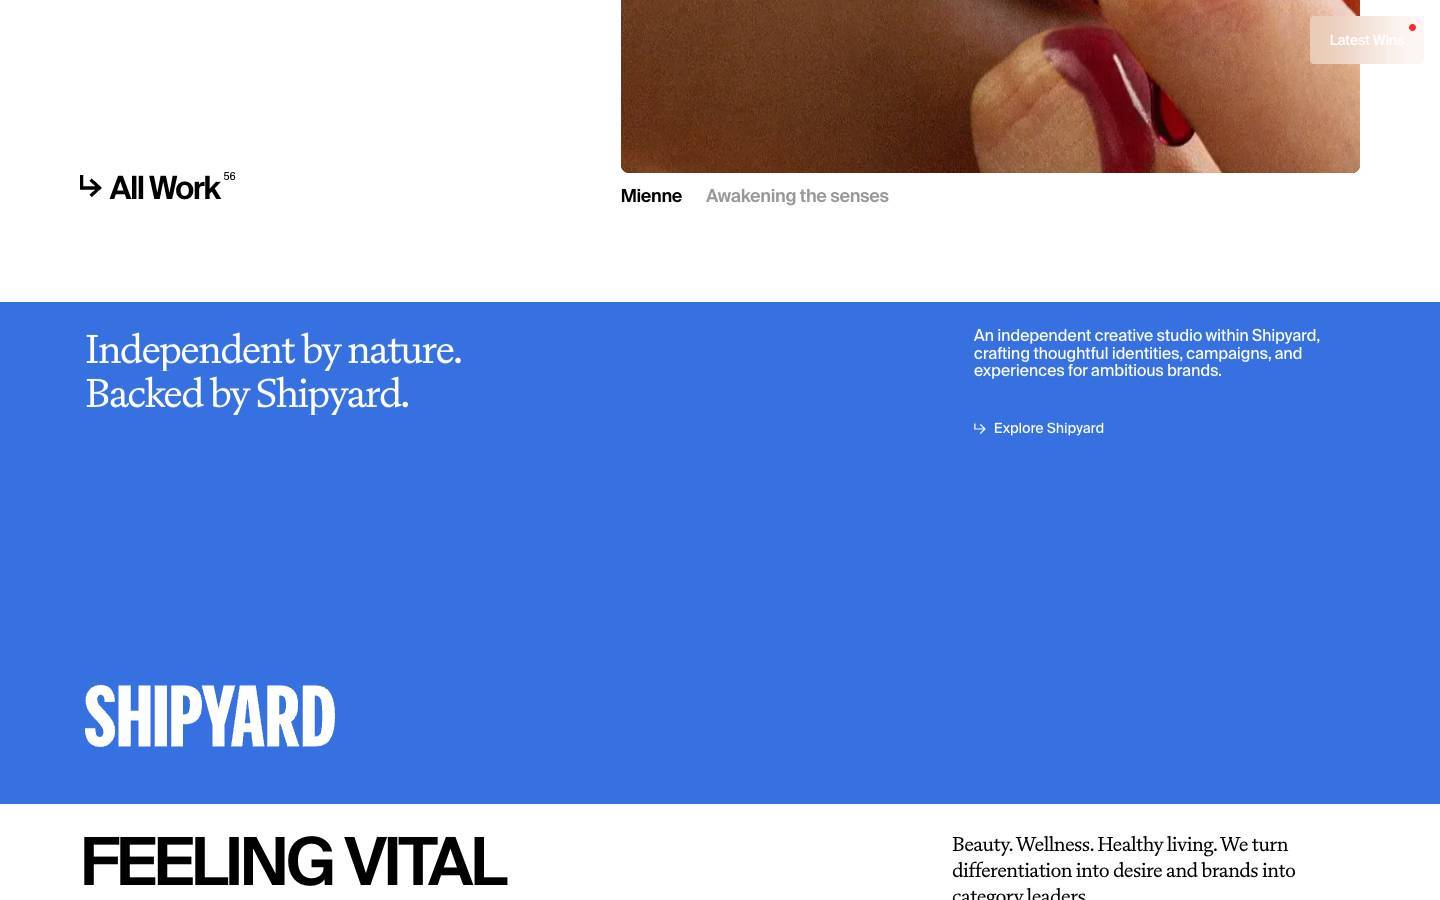 Latest Wins
All Work 56
Mienne Awakening the senses
Independent by nature.
Backed by Shipyard.
An independent creative studio within Shipyard,
crafting thoughtful identities, campaigns, and
experiences for ambitious brands.
Explore Shipyard
SHIPYARD
FEELING VITAL
Beauty. Wellness. Healthy living. We turn
differentiation into desire and brands into
category leaders